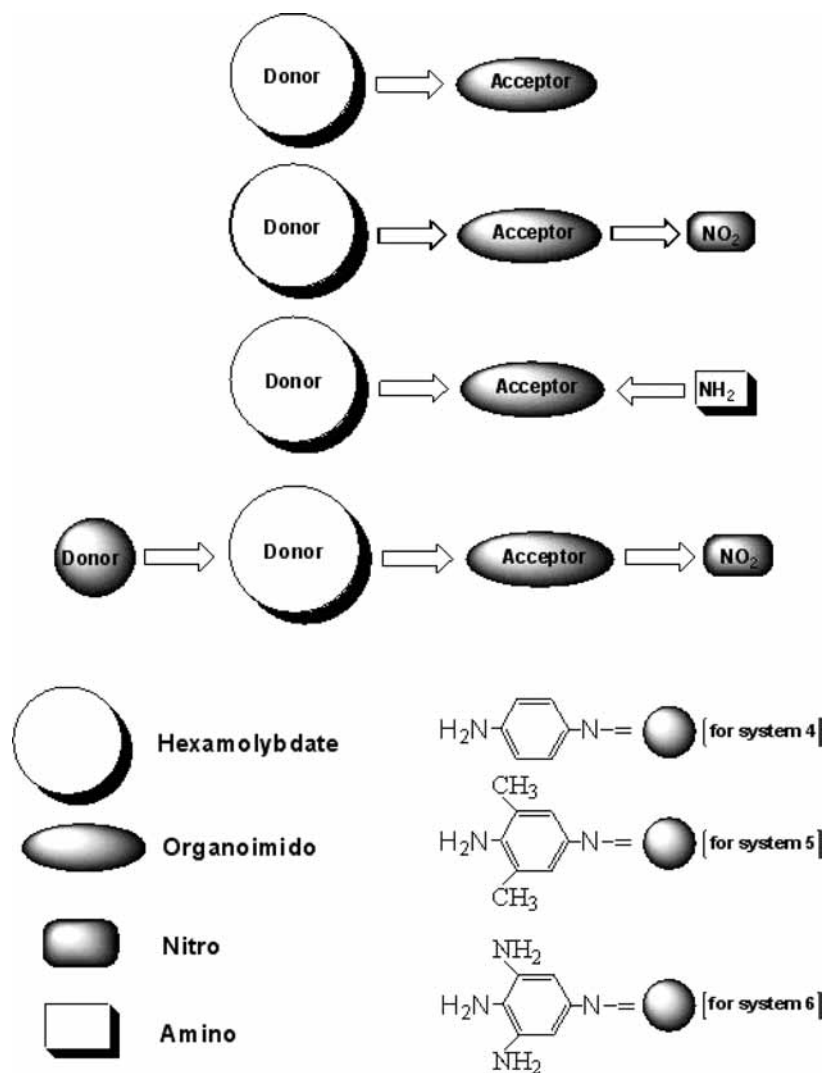 Donor Acceptor
Donor Acceptor NO₂
Donor Acceptor NH₂
Donor Donor Acceptor NO₂
Hexamolybdate
Organoimido
Nitro
Amino
H₂N N = [for system 4]
CH₃
H₂N N = [for system 5]
CH₃
NH₂
H₂N N = [for system 6]
NH₂